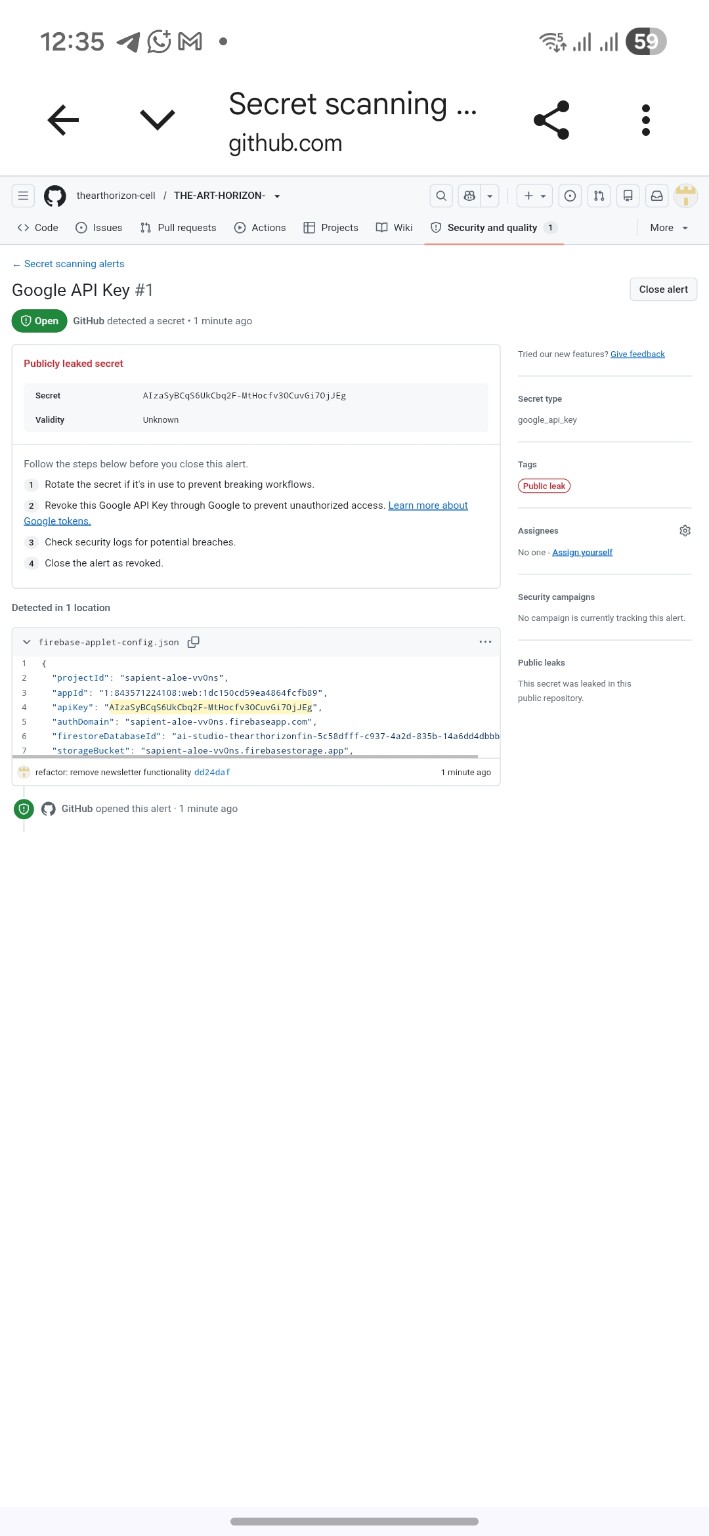 12:35
59
Secret scanning ...
github.com
thearthorizon-cell / THE-ART-HORIZON-
Code Issues Pull requests Actions Projects Wiki Security and quality 1 More
← Secret scanning alerts
Google API Key #1
Close alert
Open GitHub detected a secret • 1 minute ago
Publicly leaked secret
Secret AIzaSyBCqS6UkCbq2F-MtHocfv3OCuvGi7OjJEg
Validity Unknown
Follow the steps below before you close this alert.
1 Rotate the secret if it's in use to prevent breaking workflows.
2 Revoke this Google API Key through Google to prevent unauthorized access. Learn more about
Google tokens.
3 Check security logs for potential breaches.
4 Close the alert as revoked.
Tried our new features? Give feedback
Secret type
google_api_key
Tags
Public leak
Assignees
No one - Assign yourself
Security campaigns
No campaign is currently tracking this alert.
Public leaks
This secret was leaked in this
public repository.
Detected in 1 location
firebase-applet-config.json
1 {
2 "projectId": "sapient-aloe-vv0ns",
3 "appId": "1:843571224108:web:1dc150cd59ea4864fcfb89",
4 "apiKey": "AIzaSyBCqS6UkCbq2F-MtHocfv3OCuvGi7OjJEg",
5 "authDomain": "sapient-aloe-vv0ns.firebaseapp.com",
6 "firestoreDatabaseId": "ai-studio-thearthorizonfin-5c58dfff-c937-4a2d-835b-14a6dd4dbbb
7 "storageBucket": "sapient-aloe-vv0ns.firebasestorage.app",
refactor: remove newsletter functionality dd24daf 1 minute ago
GitHub opened this alert · 1 minute ago